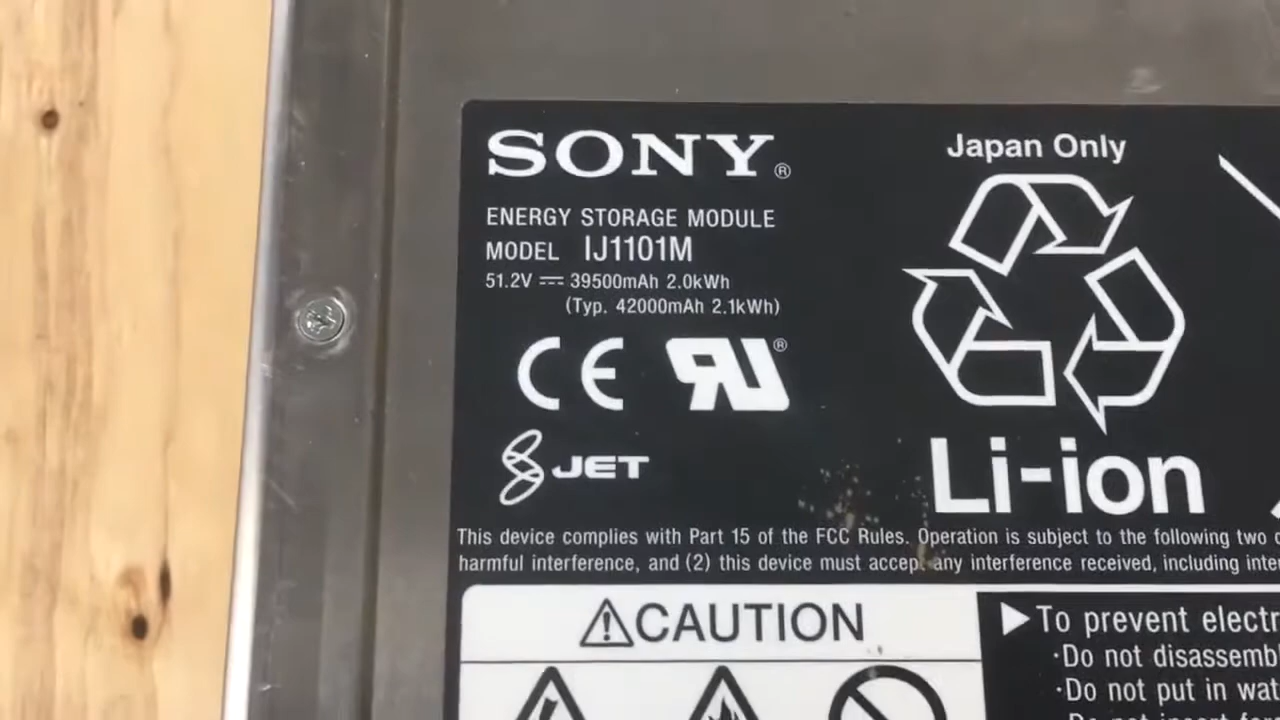 SONY®
ENERGY STORAGE MODULE
MODEL IJ1101M
51.2V ⎓ 39500mAh 2.0kWh
(Typ. 42000mAh 2.1kWh)
CE RU®
JET
Japan Only
Li-ion
This device complies with Part 15 of the FCC Rules. Operation is subject to the following two
harmful interference, and (2) this device must accept any interference received, including
CAUTION
▶To prevent
·Do not
·Do not put in